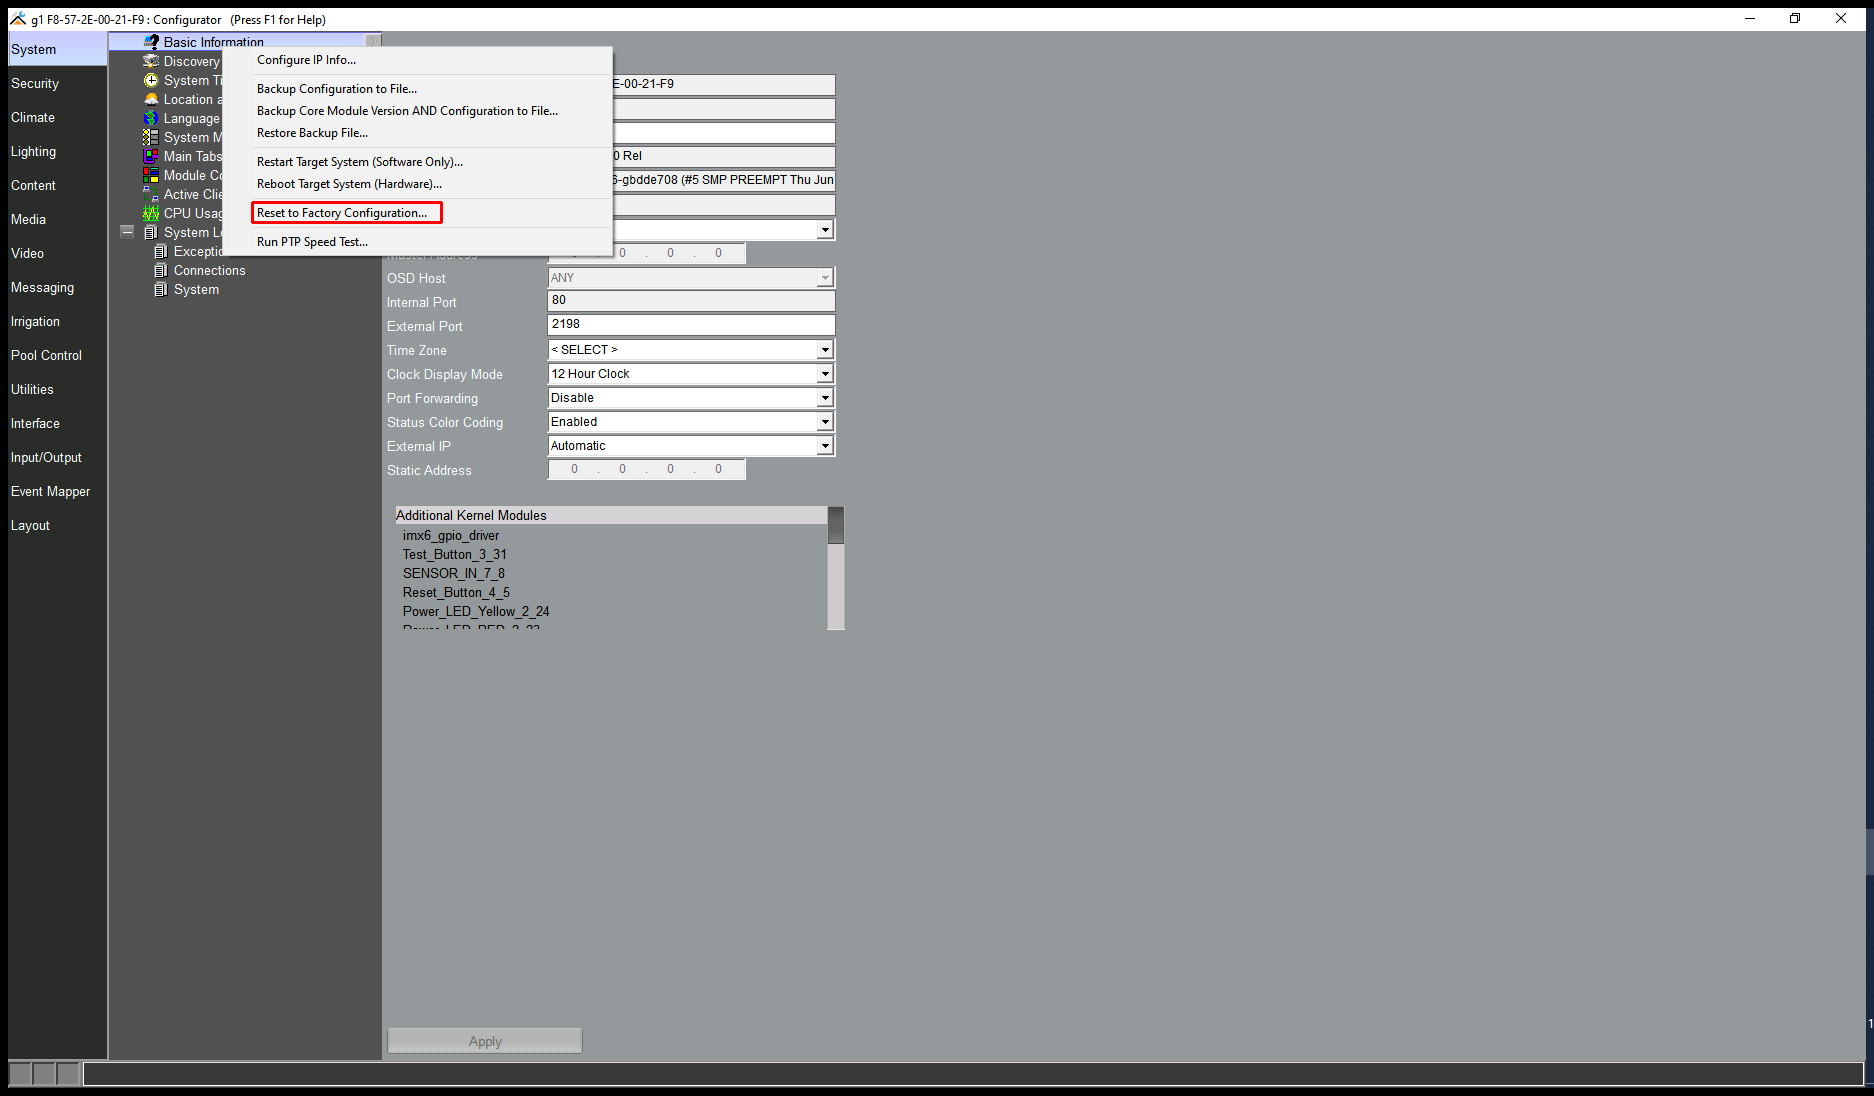 g1 F8-57-2E-00-21-F9 : Configurator (Press F1 for Help)
System
Security
Climate
Lighting
Content
Media
Video
Messaging
Irrigation
Pool Control
Utilities
Interface
Input/Output
Event Mapper
Layout
Basic Information
Discovery
System Ti
Location a
Language
System M
Main Tabs
Module Co
Active Clie
CPU Usag
System Lo
Exceptio
Connections
System
Configure IP Info...
Backup Configuration to File...
Backup Core Module Version AND Configuration to File...
Restore Backup File...
Restart Target System (Software Only)...
Reboot Target System (Hardware)...
Reset to Factory Configuration...
Run PTP Speed Test...
E-00-21-F9
0 Rel
6-gbdde708 (#5 SMP PREEMPT Thu Jun
Master Address . 0 . 0 . 0
OSD Host ANY
Internal Port 80
External Port 2198
Time Zone < SELECT >
Clock Display Mode 12 Hour Clock
Port Forwarding Disable
Status Color Coding Enabled
External IP Automatic
Static Address 0 . 0 . 0 . 0
Additional Kernel Modules
imx6_gpio_driver
Test_Button_3_31
SENSOR_IN_7_8
Reset_Button_4_5
Power_LED_Yellow_2_24
Power_LED_RED_2_23
Apply
1